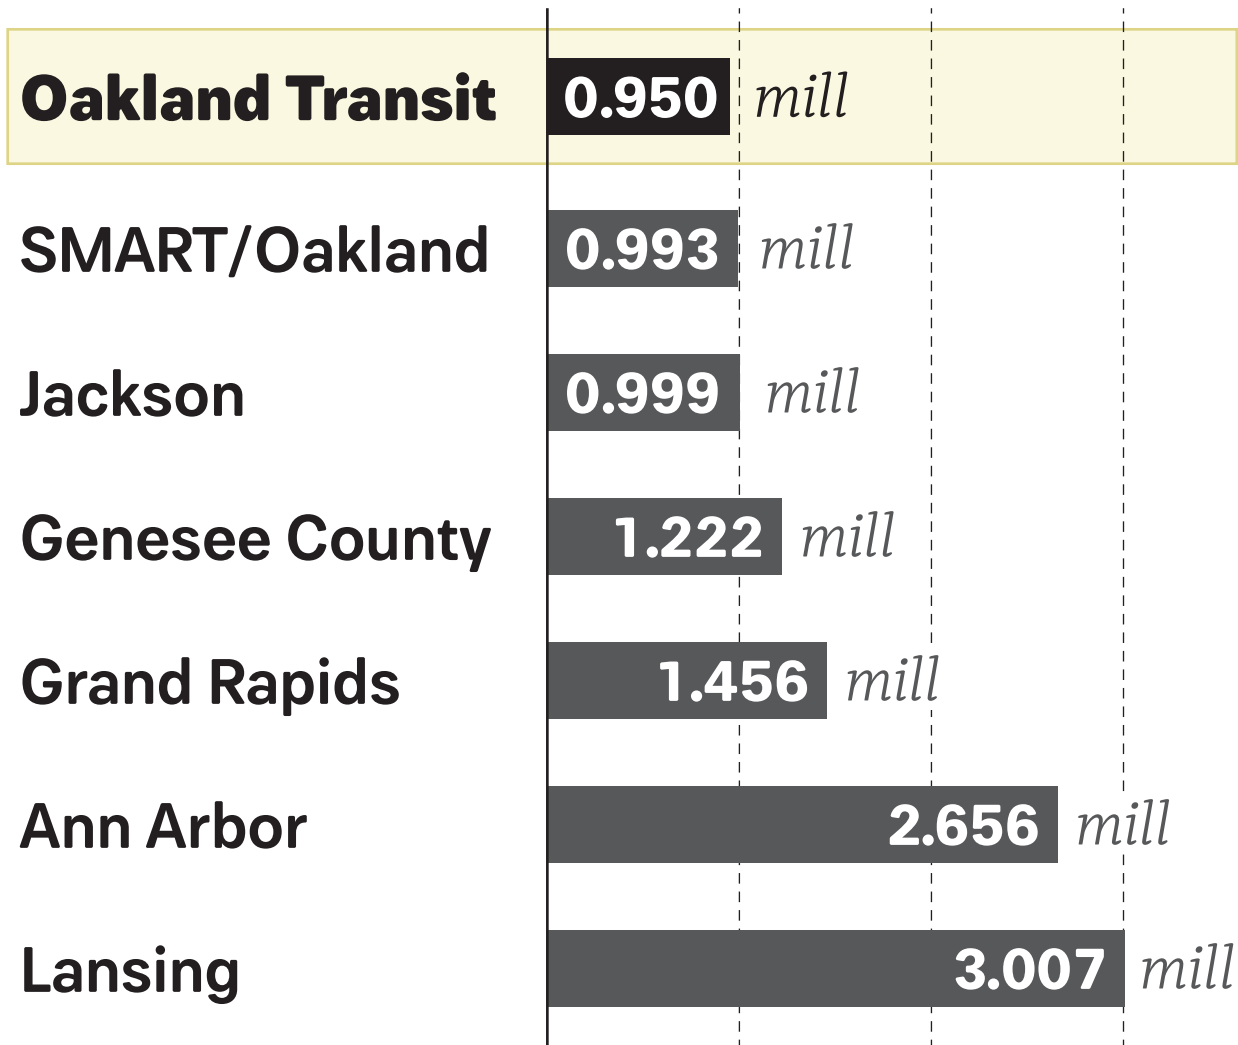 Oakland Transit 0.950 mill
SMART/Oakland 0.993 mill
Jackson 0.999 mill
Genesee County 1.222 mill
Grand Rapids 1.456 mill
Ann Arbor 2.656 mill
Lansing 3.007 mill